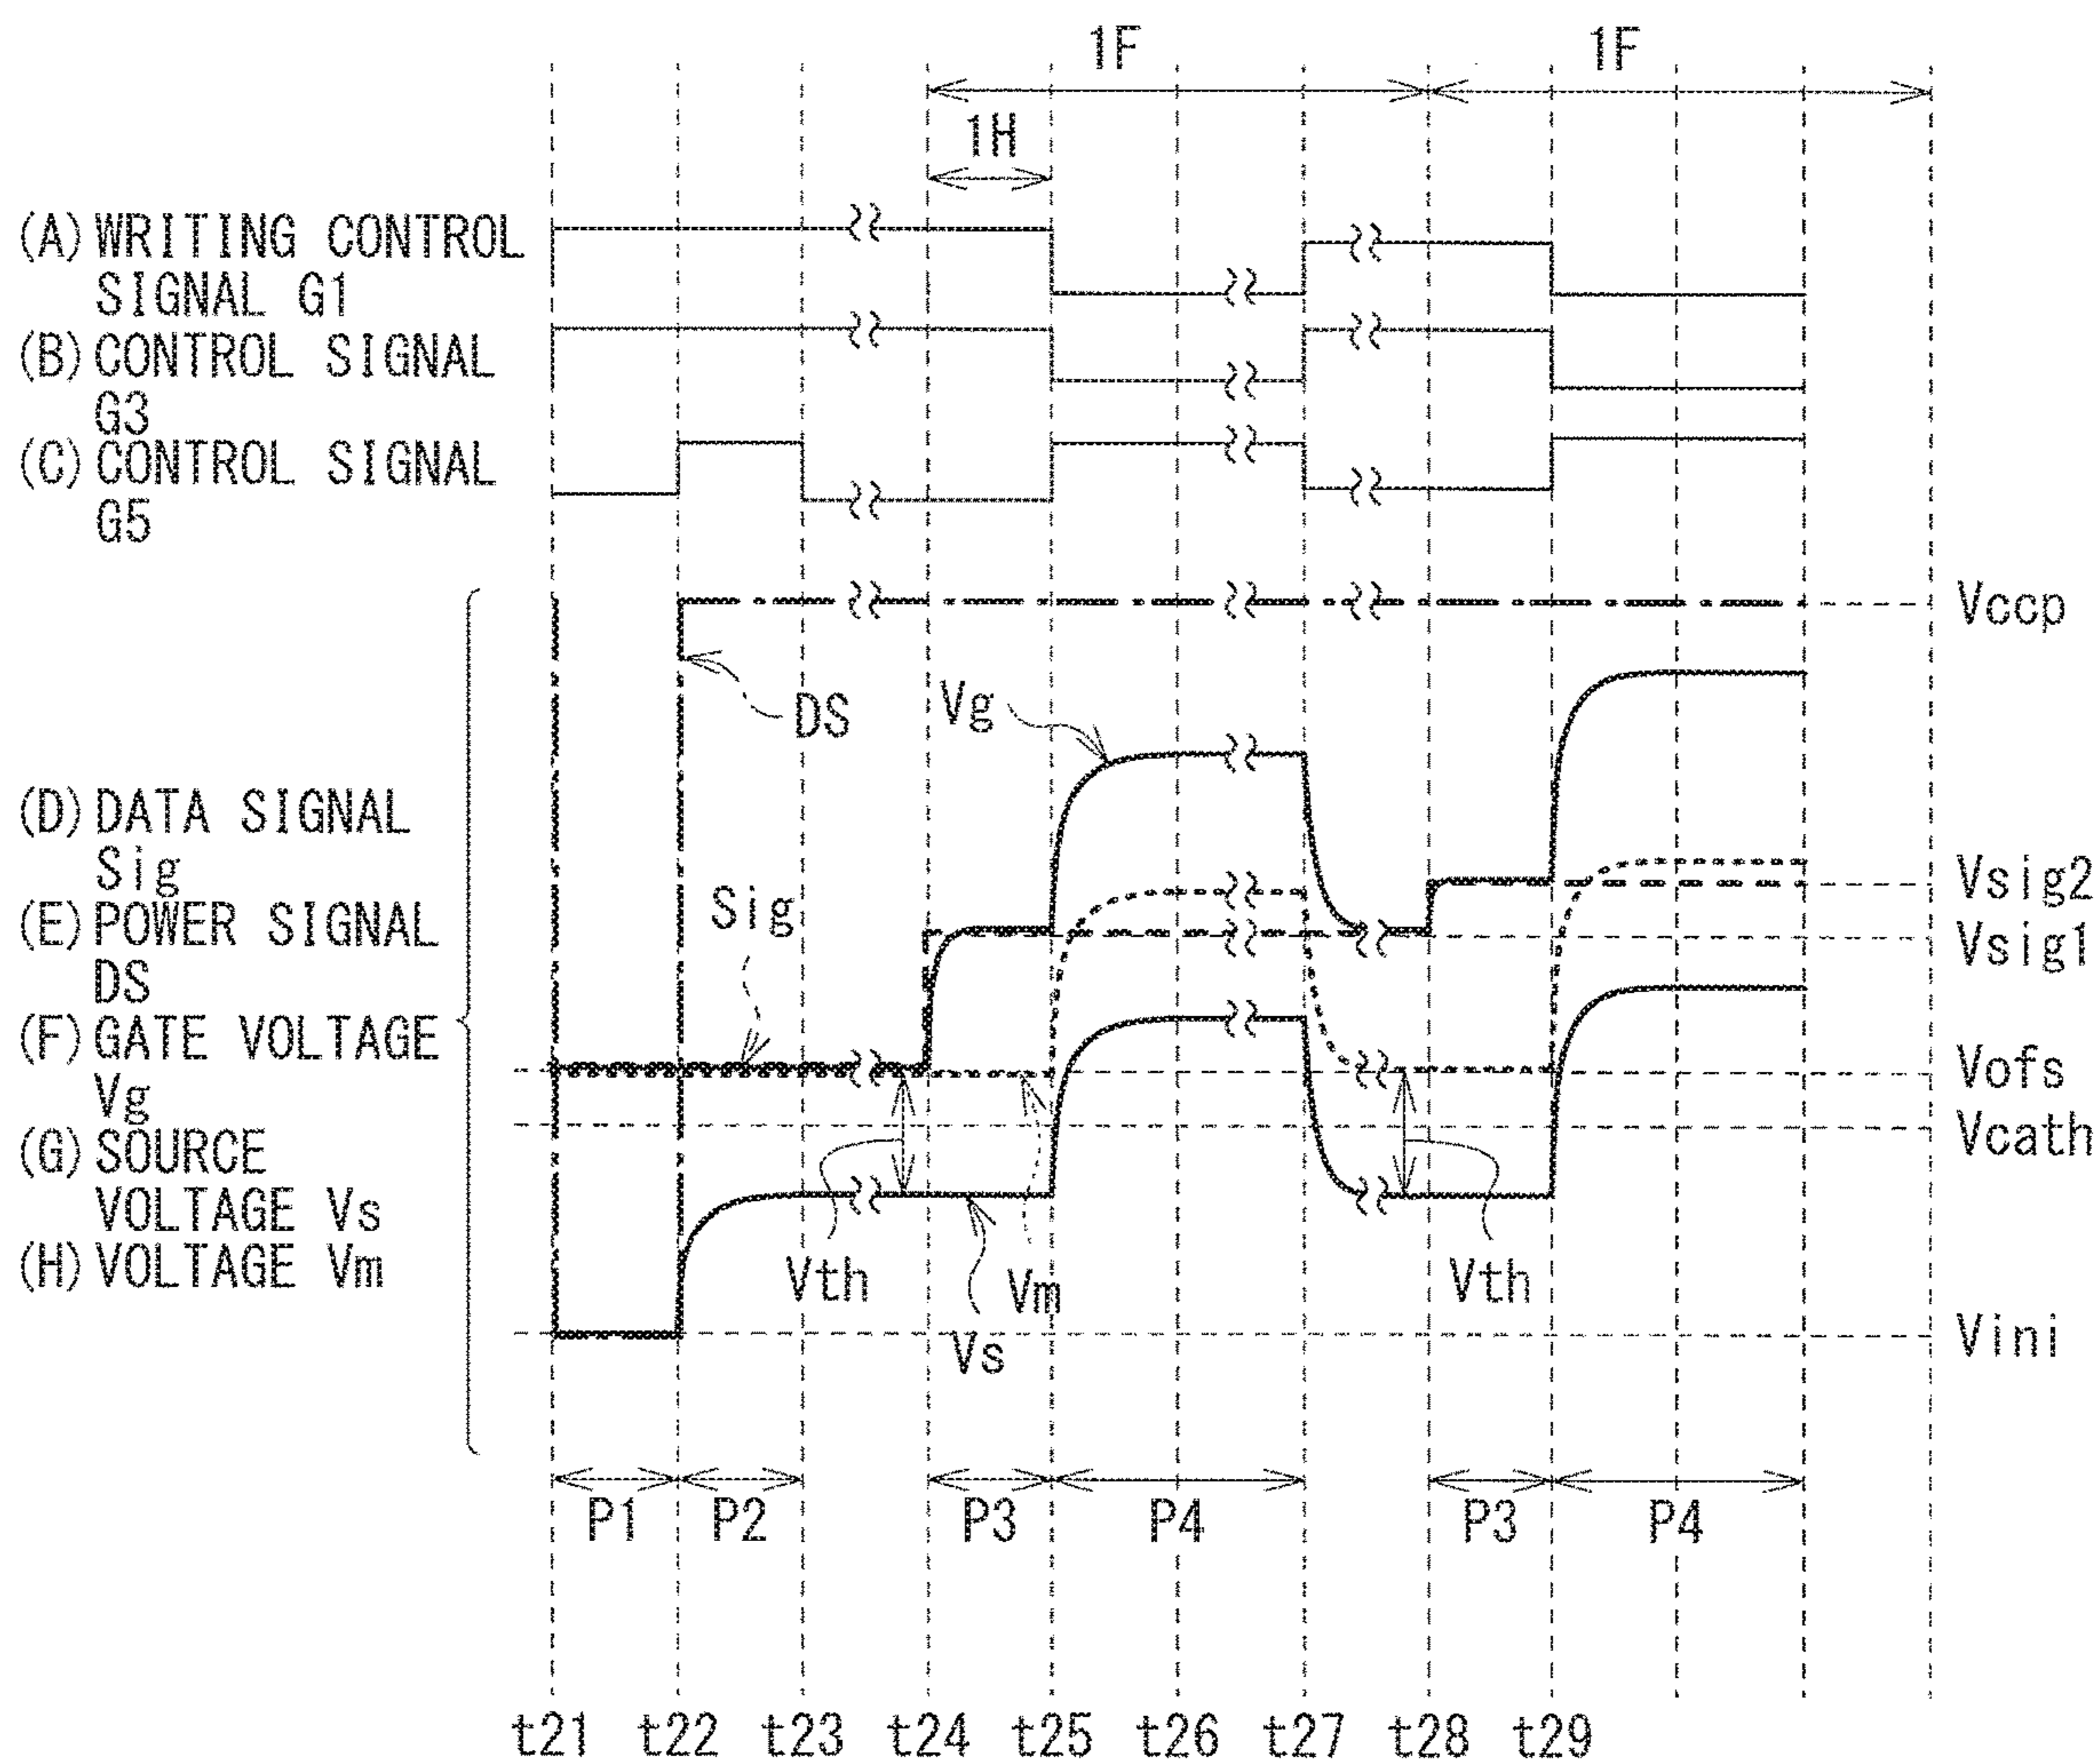 1F 1F
1H
(A) WRITING CONTROL
SIGNAL G1
(B) CONTROL SIGNAL
G3
(C) CONTROL SIGNAL
G5
Vccp
DS
Vg
(D) DATA SIGNAL
Sig
Sig
Vsig2
(E) POWER SIGNAL
DS
Vsig1
(F) GATE VOLTAGE
Vg
Vofs
Vcath
(G) SOURCE
VOLTAGE Vs
(H) VOLTAGE Vm
Vth Vm Vth
Vs
Vini
P1 P2 P3 P4 P3 P4
t21 t22 t23 t24 t25 t26 t27 t28 t29